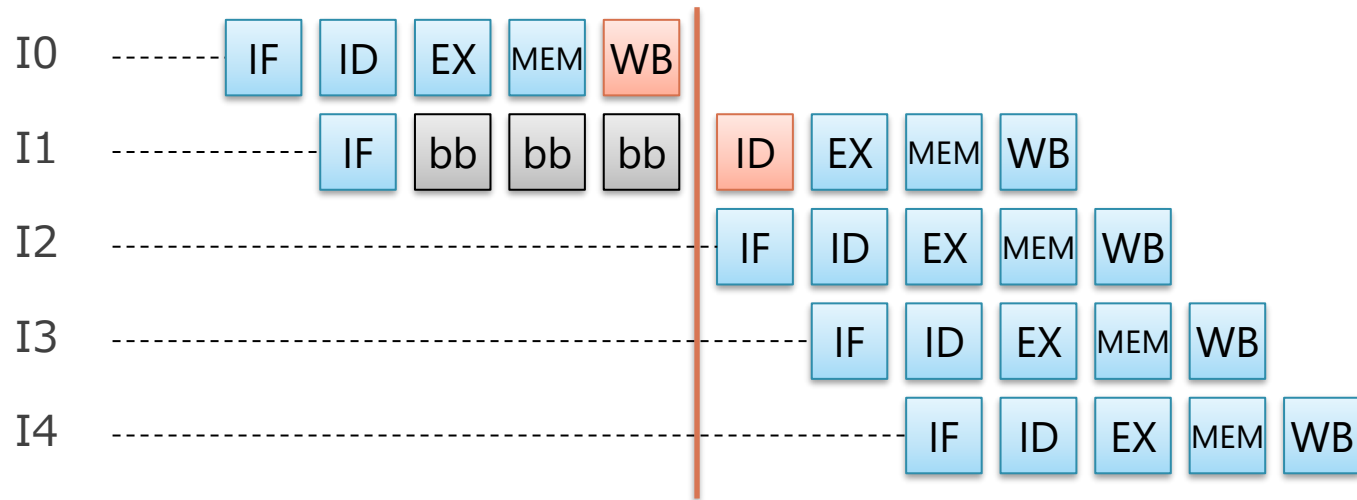 I0 IF ID EX MEM WB
I1 IF bb bb bb ID EX MEM WB
I2 IF ID EX MEM WB
I3 IF ID EX MEM WB
I4 IF ID EX MEM WB